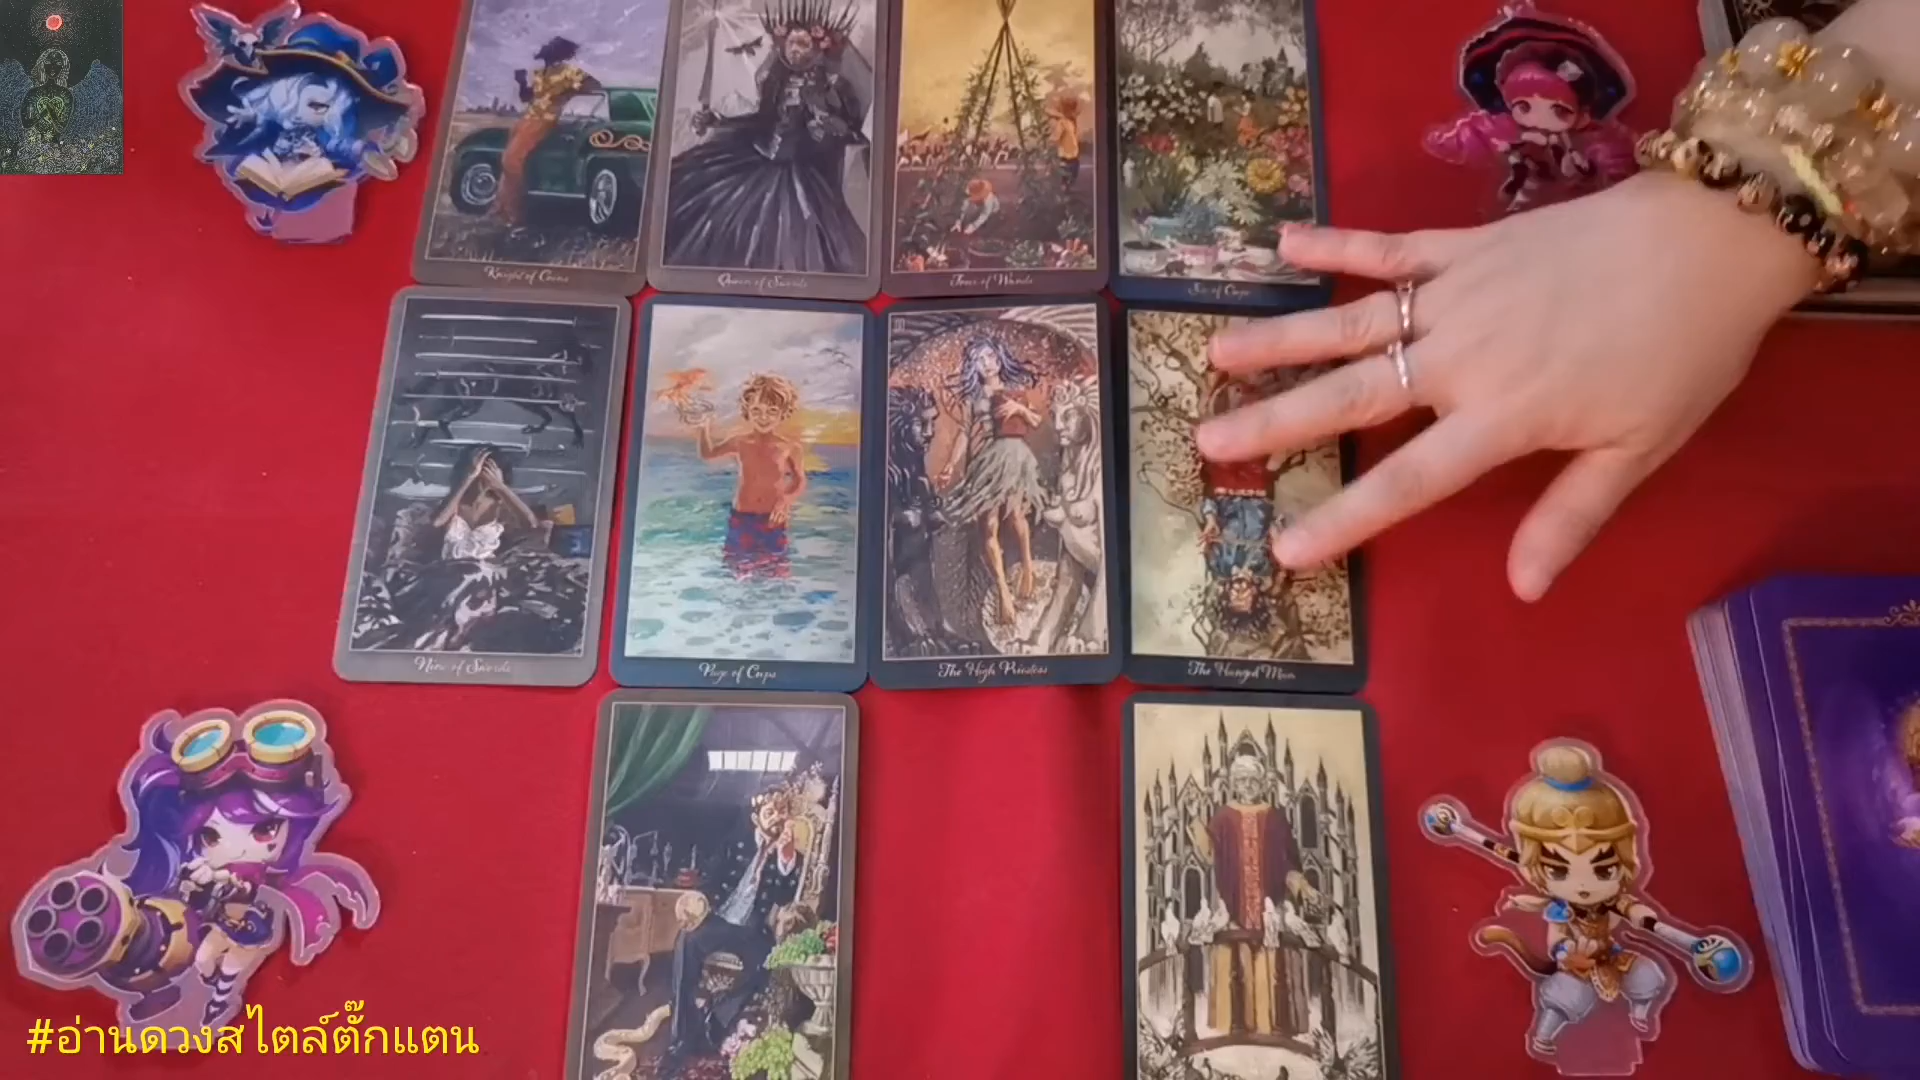 Knight of Coins
Queen of Swords
Four of Wands
Six of Cups
Nine of Swords
Page of Cups
III
The High Priestess
The Hanged Man
#อ่านดวงสไตล์ตั๊กแตน